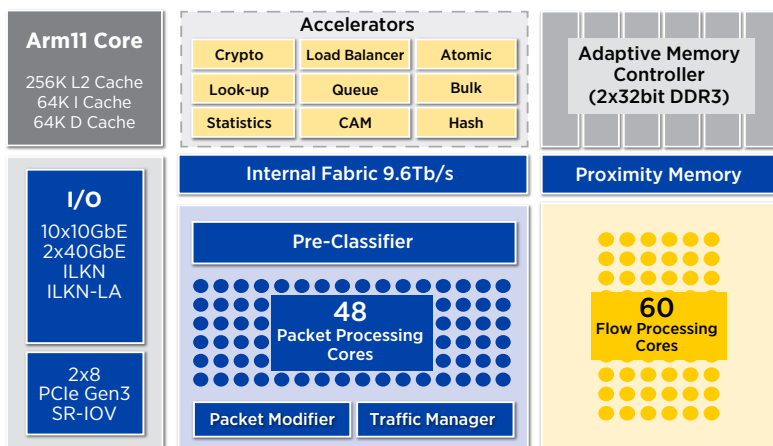 Arm11 Core
256K L2 Cache
64K I Cache
64K D Cache
Accelerators
Crypto
Load Balancer
Atomic
Look-up
Queue
Bulk
Statistics
CAM
Hash
Adaptive Memory
Controller
(2x32bit DDR3)
Internal Fabric 9.6Tb/s
Proximity Memory
I/O
10x10GbE
2x40GbE
ILKN
ILKN-LA
2x8
PCIe Gen3
SR-IOV
Pre-Classifier
48
Packet Processing
Cores
Packet Modifier
Traffic Manager
60
Flow Processing
Cores